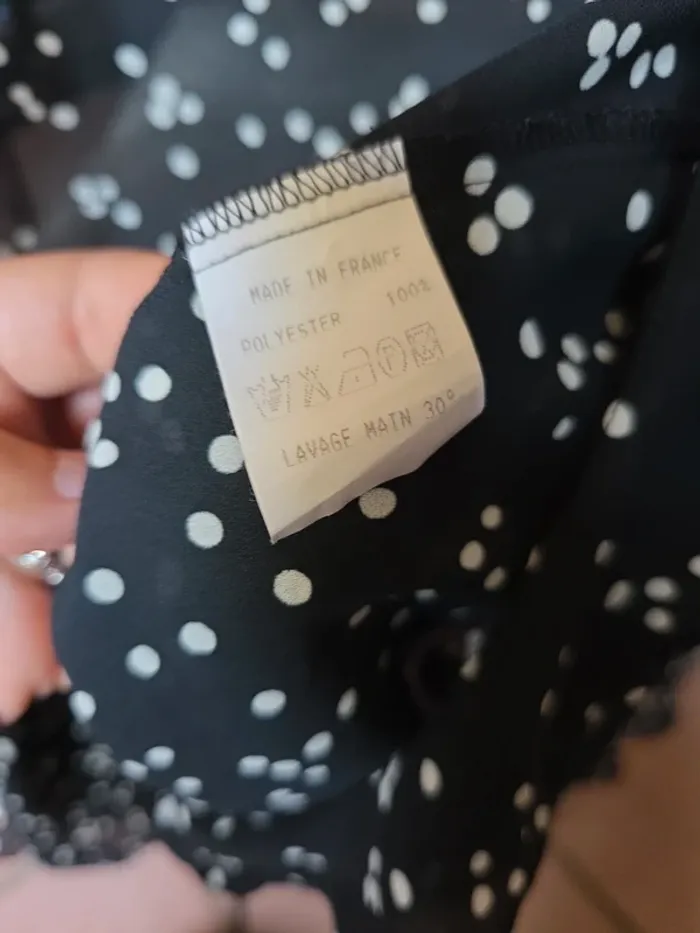 MADE IN FRANCE
POLYESTER 100%
LAVAGE MAIN 30°